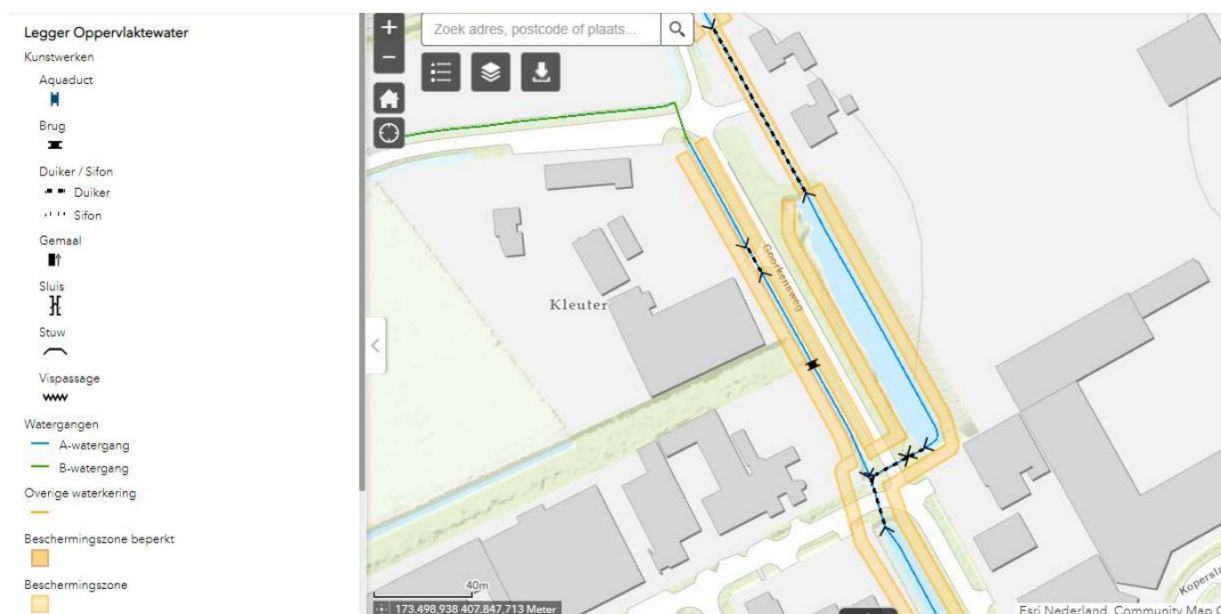 Legger Oppervlaktewater
Kunstwerken
Aquaduct
Brug
Duiker / Sifon
Duiker
Sifon
Gemaal
Sluis
Stuw
Vispassage
Watergangen
A-watergang
B-watergang
Overige waterkering
Beschermingszone beperkt
Beschermingszone
+
Zoek adres, postcode of plaats...
−
Goorkensweg
Kleuter
40m
173.498,938 407.847,713 Meter
Kopersla
Esri Nederland, Community Map C